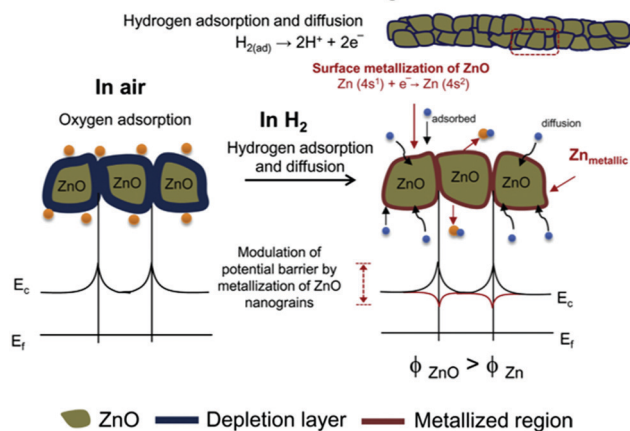 Hydrogen adsorption and diffusion
H2(ad) → 2H⁺ + 2e⁻
Surface metallization of ZnO
Zn (4s¹) + e⁻→ Zn (4s²)
In air
Oxygen adsorption
In H₂
Hydrogen adsorption
and diffusion
adsorbed
diffusion
Zn metallic
ZnO ZnO ZnO
ZnO ZnO ZnO
Modulation of
potential barrier by
metallization of ZnO
nanograins
Ec
Ef
Ec
Ef
ϕ ZnO > ϕ Zn
ZnO
Depletion layer
Metallized region